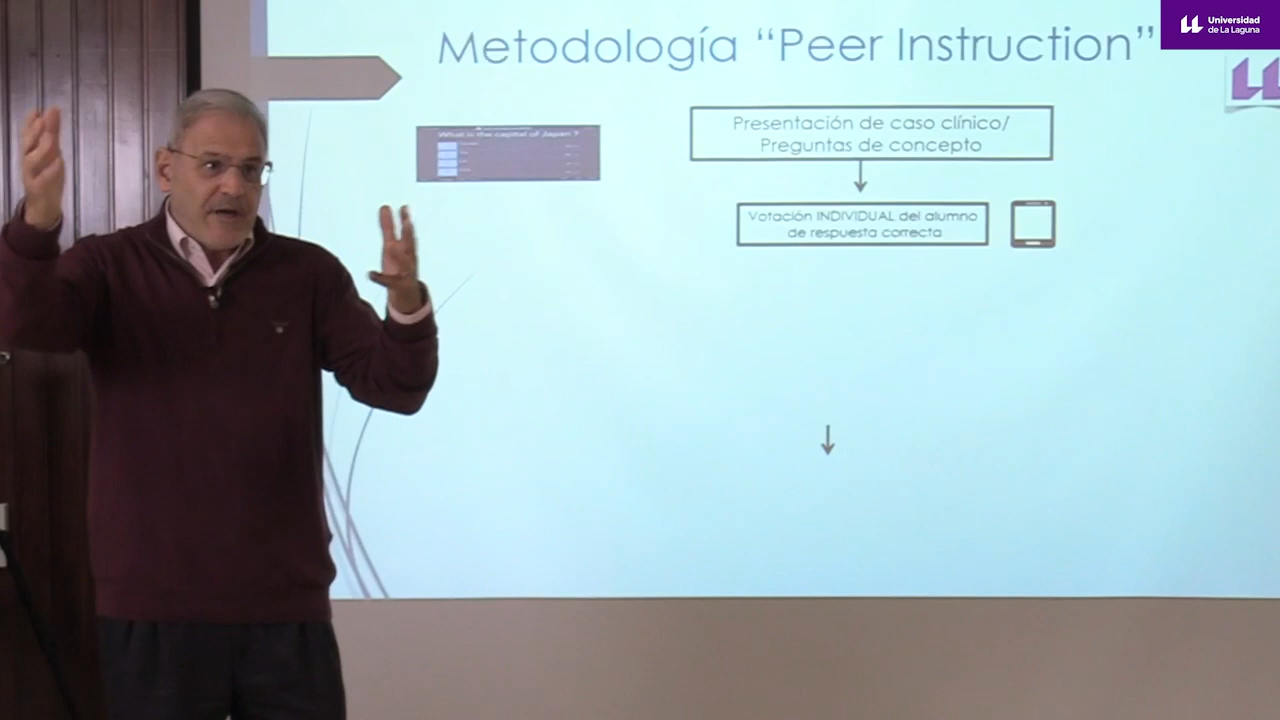 Universidad
de La Laguna
Metodología “Peer Instruction”
What is the capital of Japan ?
Presentación de caso clínico/
Preguntas de concepto
Votación INDIVIDUAL del alumno
de respuesta correcta